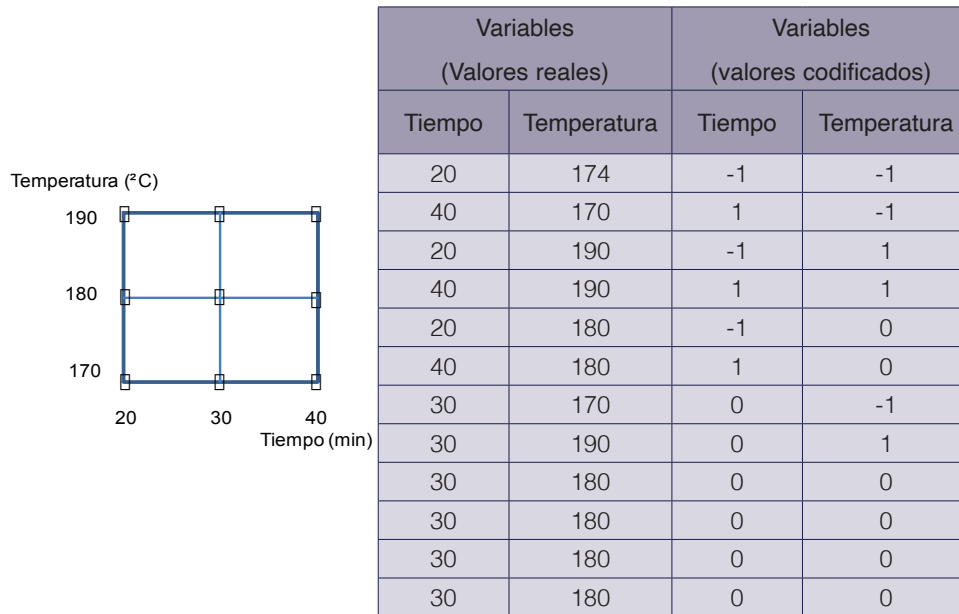 Temperatura (²C)
190
180
170
20 30 40
Tiempo (min)
Variables Variables
(Valores reales) (valores codificados)
Tiempo Temperatura Tiempo Temperatura
20 174 -1 -1
40 170 1 -1
20 190 -1 1
40 190 1 1
20 180 -1 0
40 180 1 0
30 170 0 -1
30 190 0 1
30 180 0 0
30 180 0 0
30 180 0 0
30 180 0 0